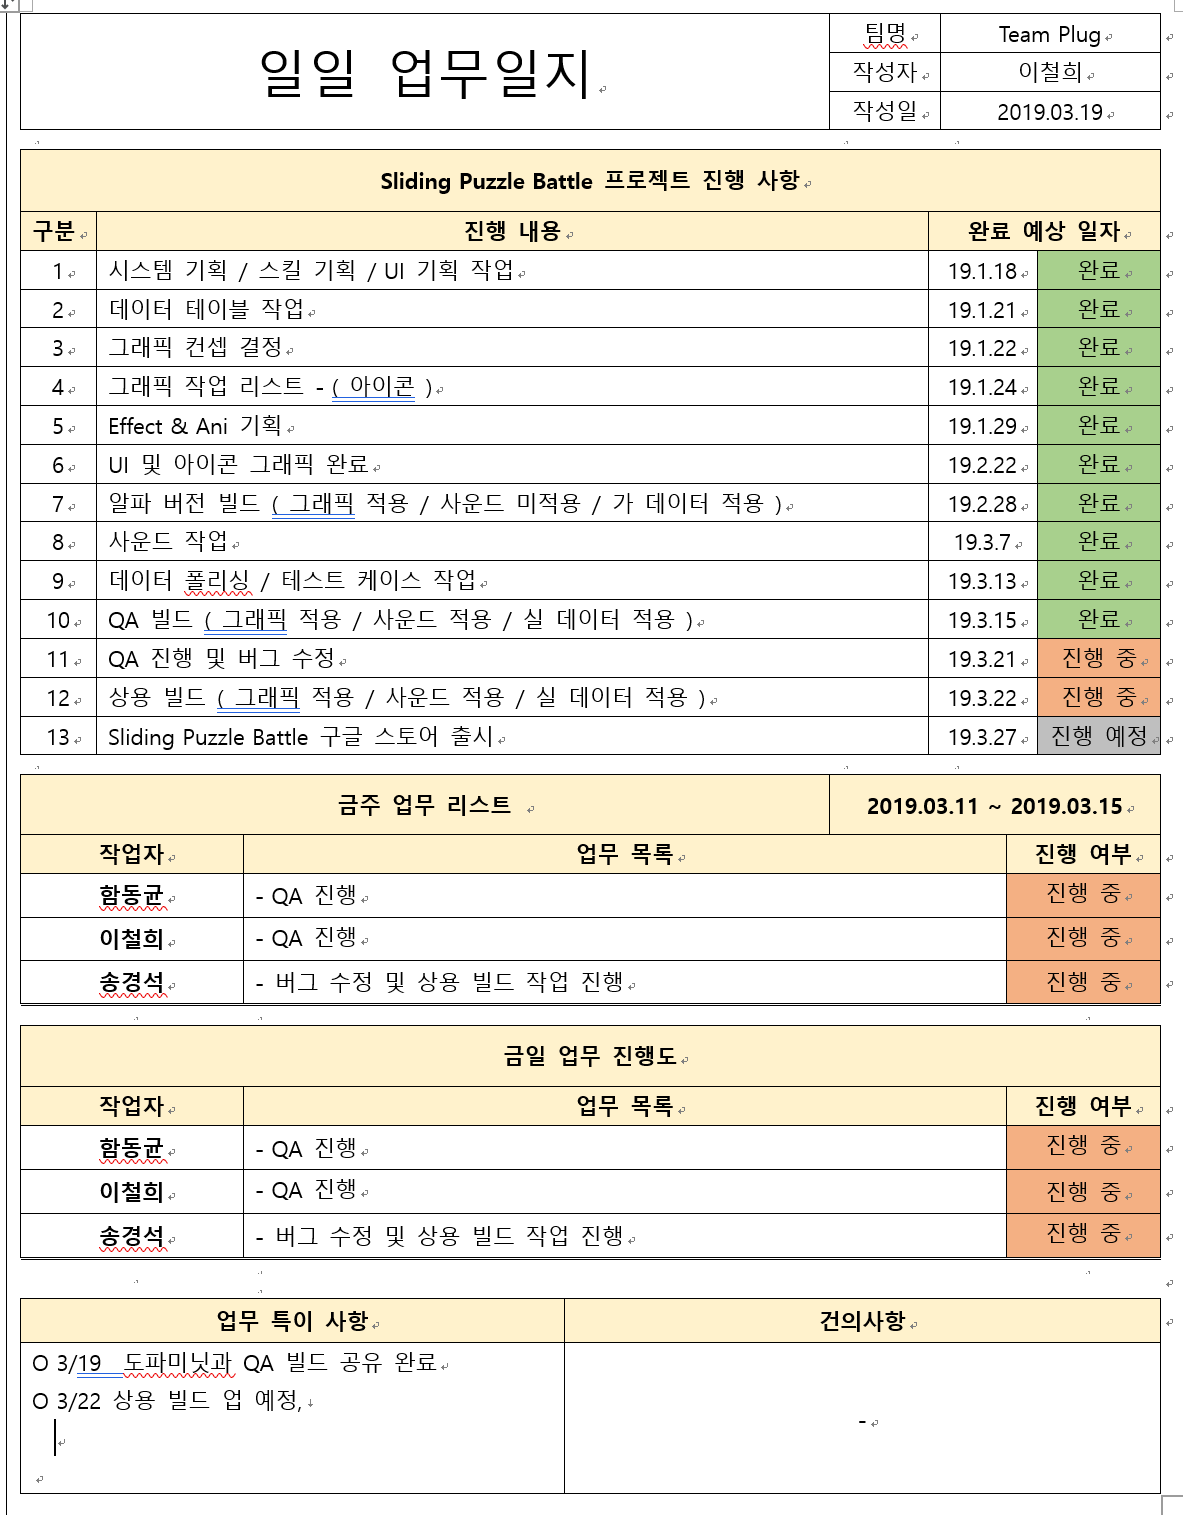 일일 업무일지
팀명 Team Plug
작성자 이철희
작성일 2019.03.19
Sliding Puzzle Battle 프로젝트 진행 사항
구분 진행 내용 완료 예상 일자
1 시스템 기획 / 스킬 기획 / UI 기획 작업 19.1.18 완료
2 데이터 테이블 작업 19.1.21 완료
3 그래픽 컨셉 결정 19.1.22 완료
4 그래픽 작업 리스트 - ( 아이콘 ) 19.1.24 완료
5 Effect & Ani 기획 19.1.29 완료
6 UI 및 아이콘 그래픽 완료 19.2.22 완료
7 알파 버전 빌드 ( 그래픽 적용 / 사운드 미적용 / 가 데이터 적용 ) 19.2.28 완료
8 사운드 작업 19.3.7 완료
9 데이터 폴리싱 / 테스트 케이스 작업 19.3.13 완료
10 QA 빌드 ( 그래픽 적용 / 사운드 적용 / 실 데이터 적용 ) 19.3.15 완료
11 QA 진행 및 버그 수정 19.3.21 진행 중
12 상용 빌드 ( 그래픽 적용 / 사운드 적용 / 실 데이터 적용 ) 19.3.22 진행 중
13 Sliding Puzzle Battle 구글 스토어 출시 19.3.27 진행 예정
금주 업무 리스트 2019.03.11 ~ 2019.03.15
작업자 업무 목록 진행 여부
함동균 - QA 진행 진행 중
이철희 - QA 진행 진행 중
송경석 - 버그 수정 및 상용 빌드 작업 진행 진행 중
금일 업무 진행도
작업자 업무 목록 진행 여부
함동균 - QA 진행 진행 중
이철희 - QA 진행 진행 중
송경석 - 버그 수정 및 상용 빌드 작업 진행 진행 중
업무 특이 사항 건의사항
O 3/19 도파미닛과 QA 빌드 공유 완료
O 3/22 상용 빌드 업 예정,
-